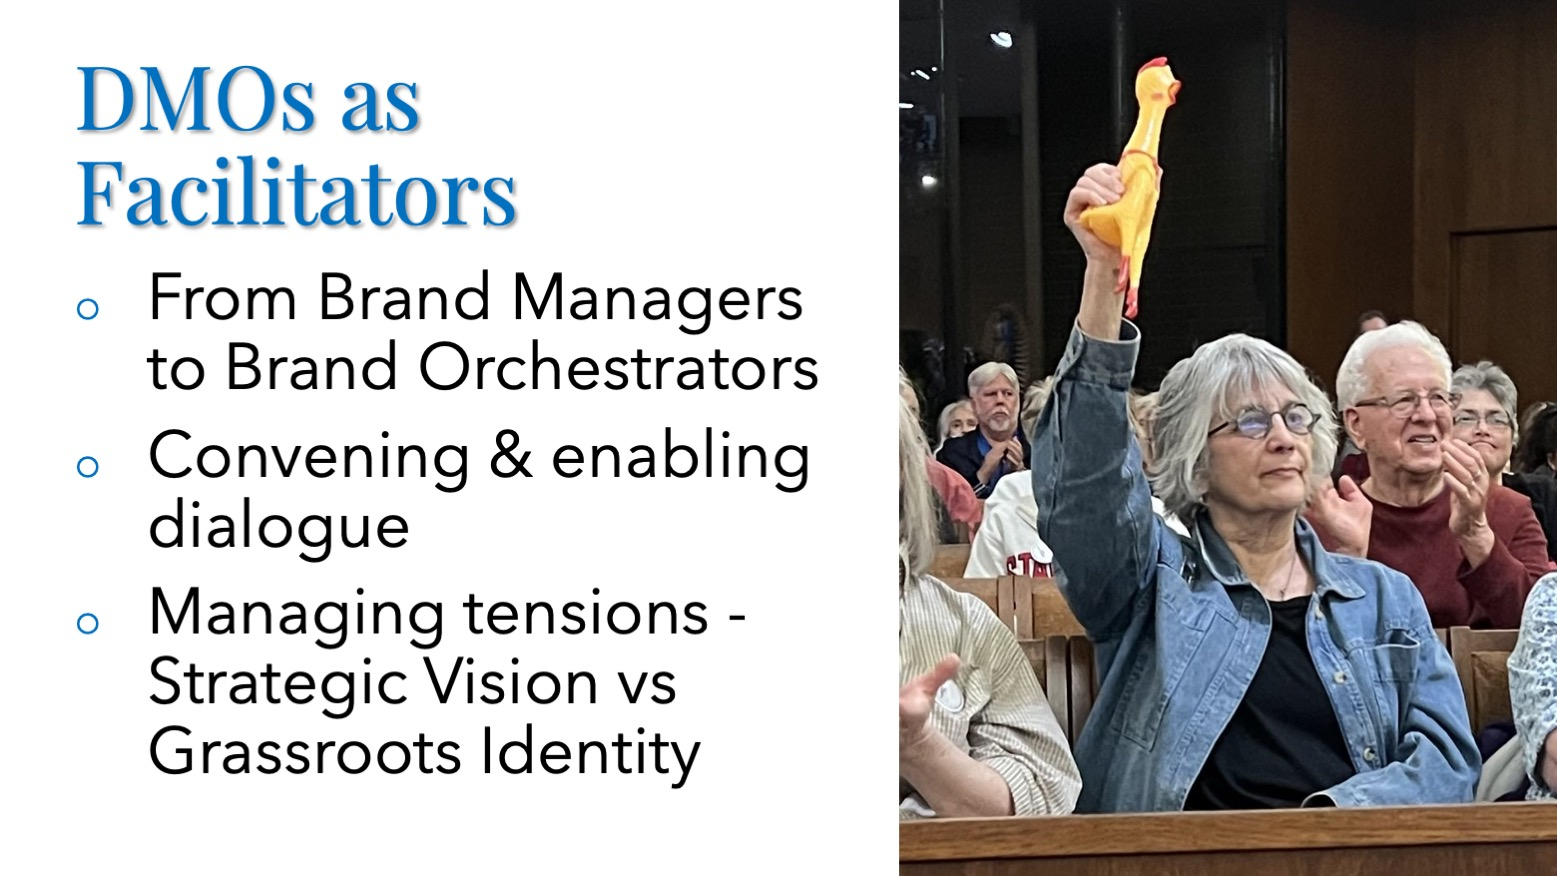 DMOs as
Facilitators
From Brand Managers
to Brand Orchestrators
Convening & enabling
dialogue
Managing tensions -
Strategic Vision vs
Grassroots Identity